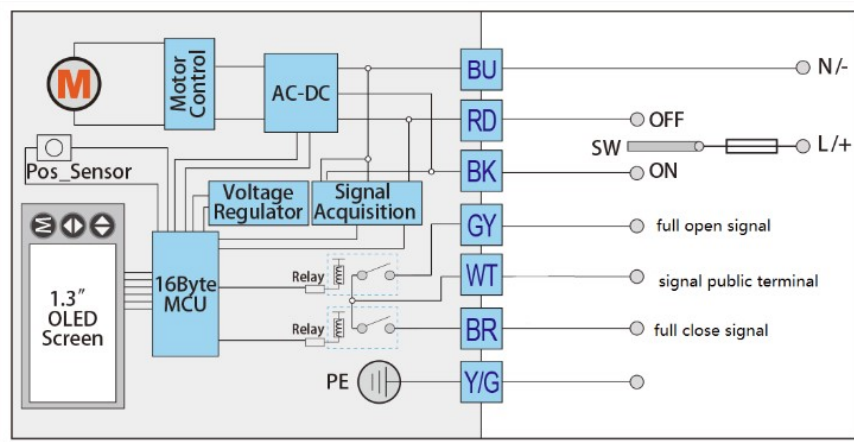 M
Motor
Control
AC-DC
BU
N/-
RD
OFF
SW
L/+
Pos_Sensor
BK
ON
Voltage
Regulator
Signal
Acquisition
GY
full open signal
M
1.3″
OLED
Screen
16Byte
MCU
Relay
WT
signal public terminal
Relay
BR
full close signal
PE
Y/G